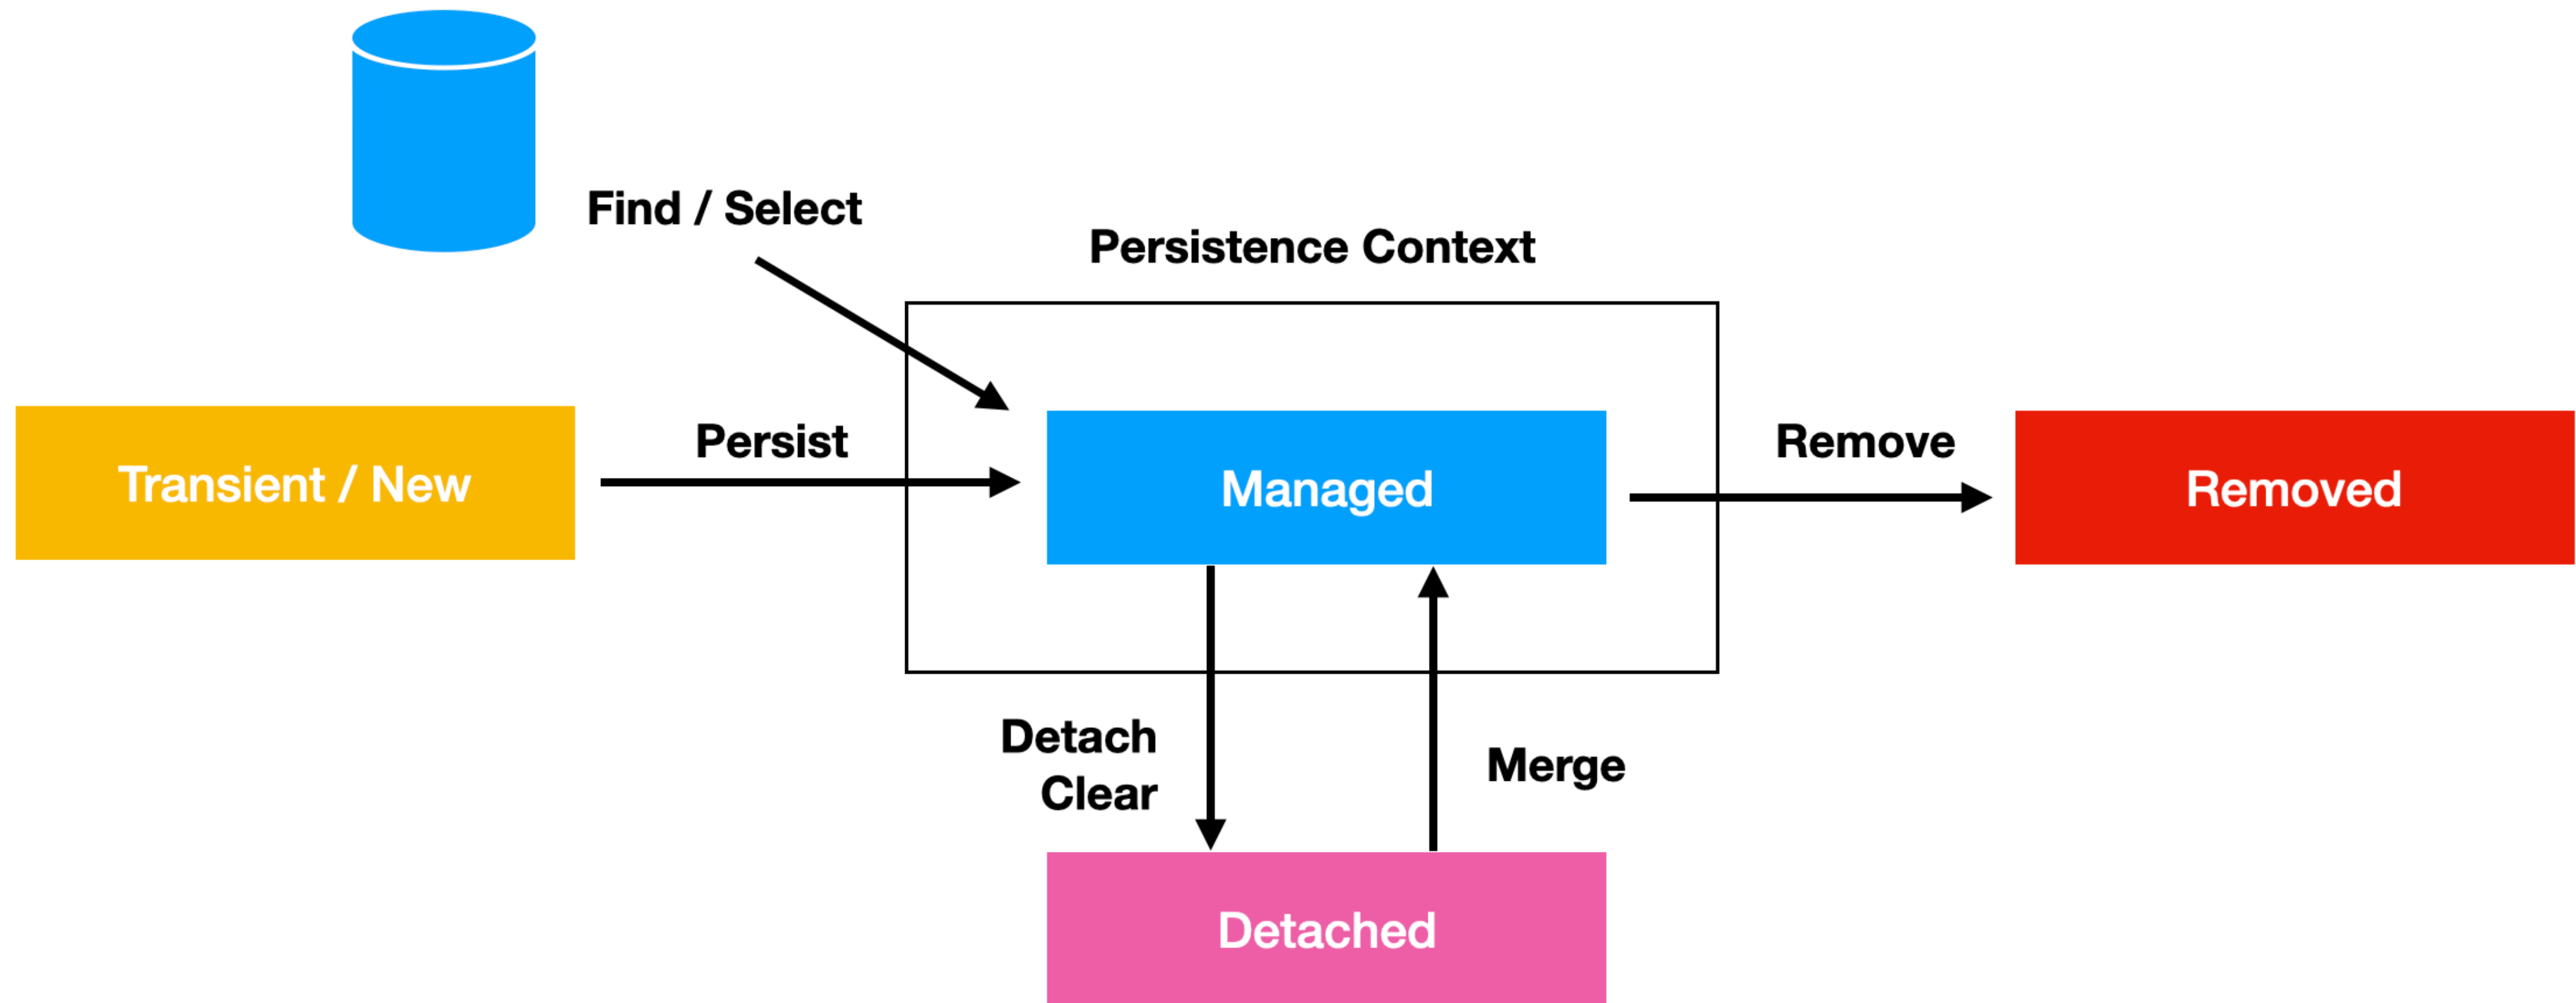 Find / Select
Persistence Context
Transient / New
Persist
Managed
Remove
Removed
Detach
Clear
Merge
Detached